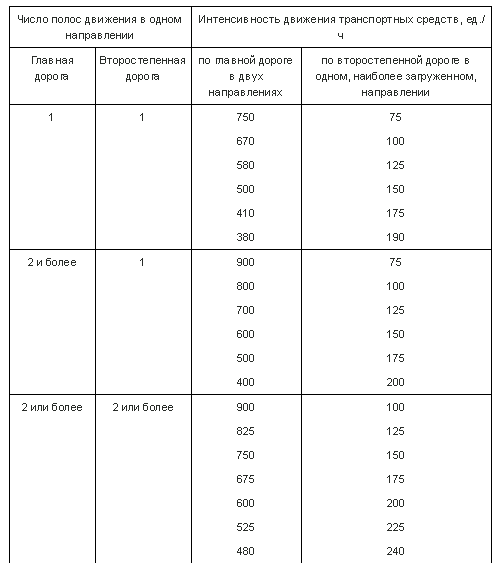 Число полос движения в одном
направлении
Интенсивность движения транспортных средств, ед./
ч
Главная
дорога
Второстепенная
дорога
по главной дороге
в двух
направлениях
по второстепенной дороге в
одном, наиболее загруженном,
направлении
1 1 750 75
670 100
580 125
500 150
410 175
380 190
2 и более 1 900 75
800 100
700 125
600 150
500 175
400 200
2 или более 2 или более 900 100
825 125
750 150
675 175
600 200
525 225
480 240